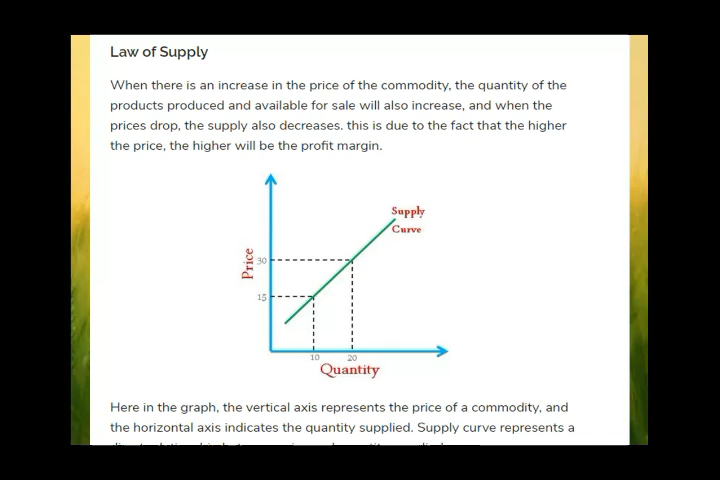 Law of Supply
When there is an increase in the price of the commodity, the quantity of the
products produced and available for sale will also increase, and when the
prices drop, the supply also decreases. this is due to the fact that the higher
the price, the higher will be the profit margin.
Supply
Curve
Price
30
15
10 20
Quantity
Here in the graph, the vertical axis represents the price of a commodity, and
the horizontal axis indicates the quantity supplied. Supply curve represents a